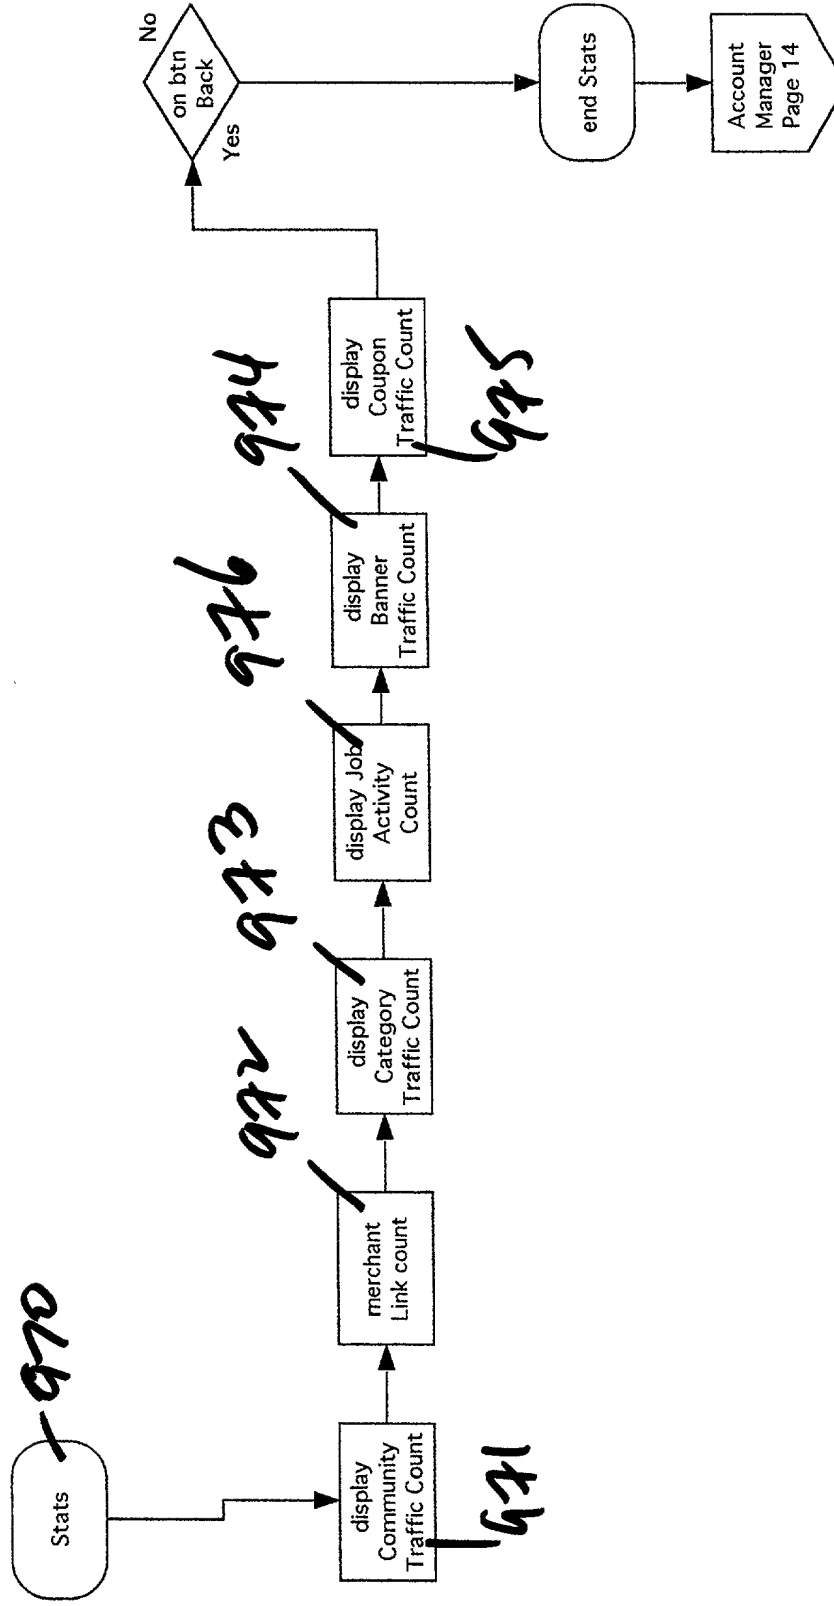 Stats
970
display
Community
Traffic Count
971
merchant
Link count
972
display
Category
Traffic Count
973
display Job
Activity
Count
976
display
Banner
Traffic Count
974
display
Coupon
Traffic Count
975
on btn
Back
Yes
No
end Stats
Account
Manager
Page 14